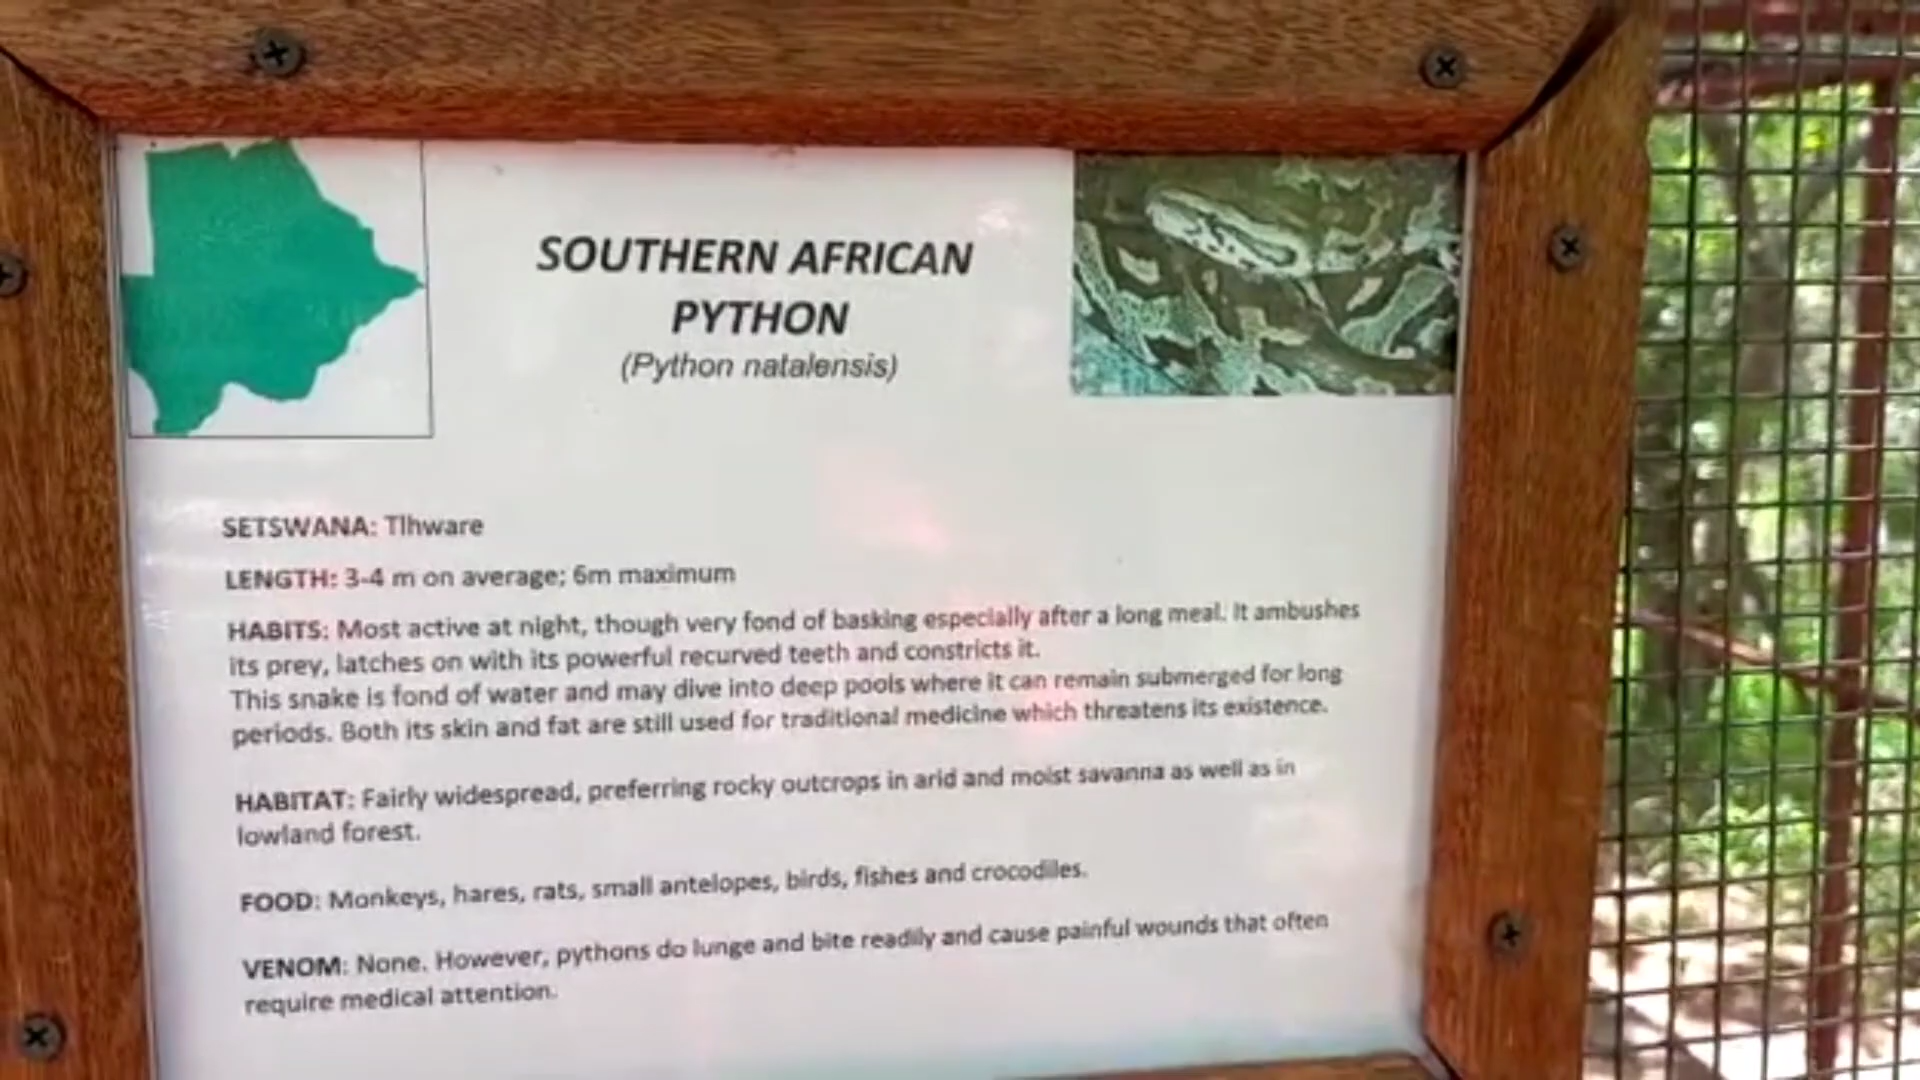 SOUTHERN AFRICAN
PYTHON
(Python natalensis)
SETSWANA: Tlhware
LENGTH: 3-4 m on average; 6m maximum
HABITS: Most active at night, though very fond of basking especially after a long meal. It ambushes
its prey, latches on with its powerful recurved teeth and constricts it.
This snake is fond of water and may dive into deep pools where it can remain submerged for long
periods. Both its skin and fat are still used for traditional medicine which threatens its existence.
HABITAT: Fairly widespread, preferring rocky outcrops in arid and moist savanna as well as in
lowland forest.
FOOD: Monkeys, hares, rats, small antelopes, birds, fishes and crocodiles.
VENOM: None. However, pythons do lunge and bite readily and cause painful wounds that often
require medical attention.